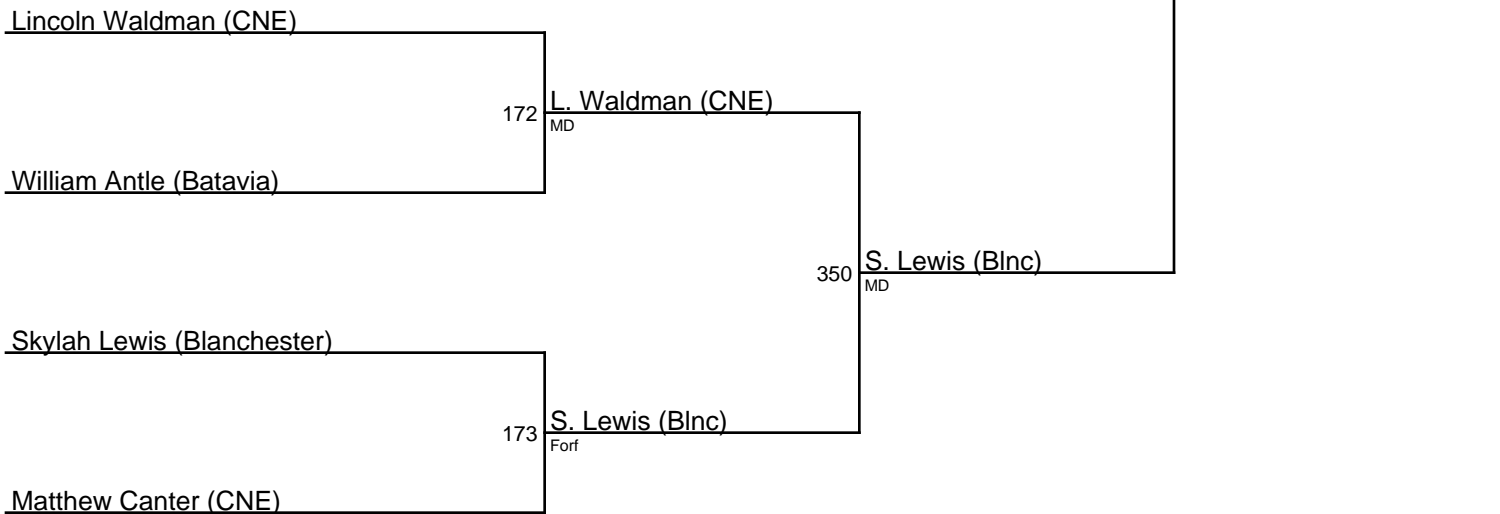 Lincoln Waldman (CNE)
172 L. Waldman (CNE)
MD
William Antle (Batavia)
350 S. Lewis (Blnc)
MD
Skylah Lewis (Blanchester)
173 S. Lewis (Blnc)
Forf
Matthew Canter (CNE)